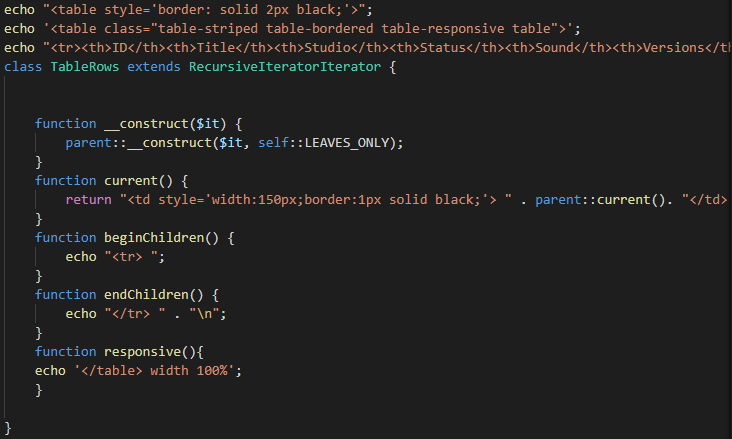 echo "<table style='border: solid 2px black;'>";
echo '<table class="table-striped table-bordered table-responsive table">';
echo "<tr><th>ID</th><th>Title</th><th>Studio</th><th>Status</th><th>Sound</th><th>Versions</th
class TableRows extends RecursiveIteratorIterator {
function __construct($it) {
parent::__construct($it, self::LEAVES_ONLY);
}
function current() {
return "<td style='width:150px;border:1px solid black;'> " . parent::current(). "</td>
}
function beginChildren() {
echo "<tr> ";
}
function endChildren() {
echo "</tr> " . "\n";
}
function responsive(){
echo '</table> width 100%';
}
}